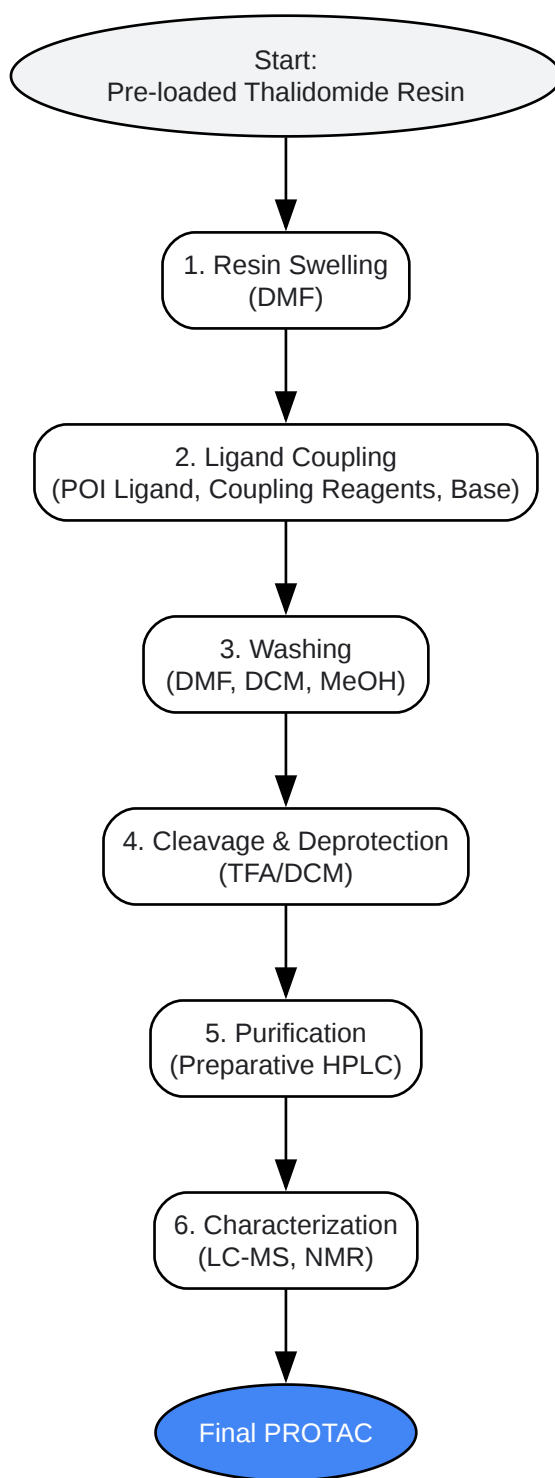 Start:
Pre-loaded Thalidomide Resin
1. Resin Swelling
(DMF)
2. Ligand Coupling
(POI Ligand, Coupling Reagents, Base)
3. Washing
(DMF, DCM, MeOH)
4. Cleavage & Deprotection
(TFA/DCM)
5. Purification
(Preparative HPLC)
6. Characterization
(LC-MS, NMR)
Final PROTAC